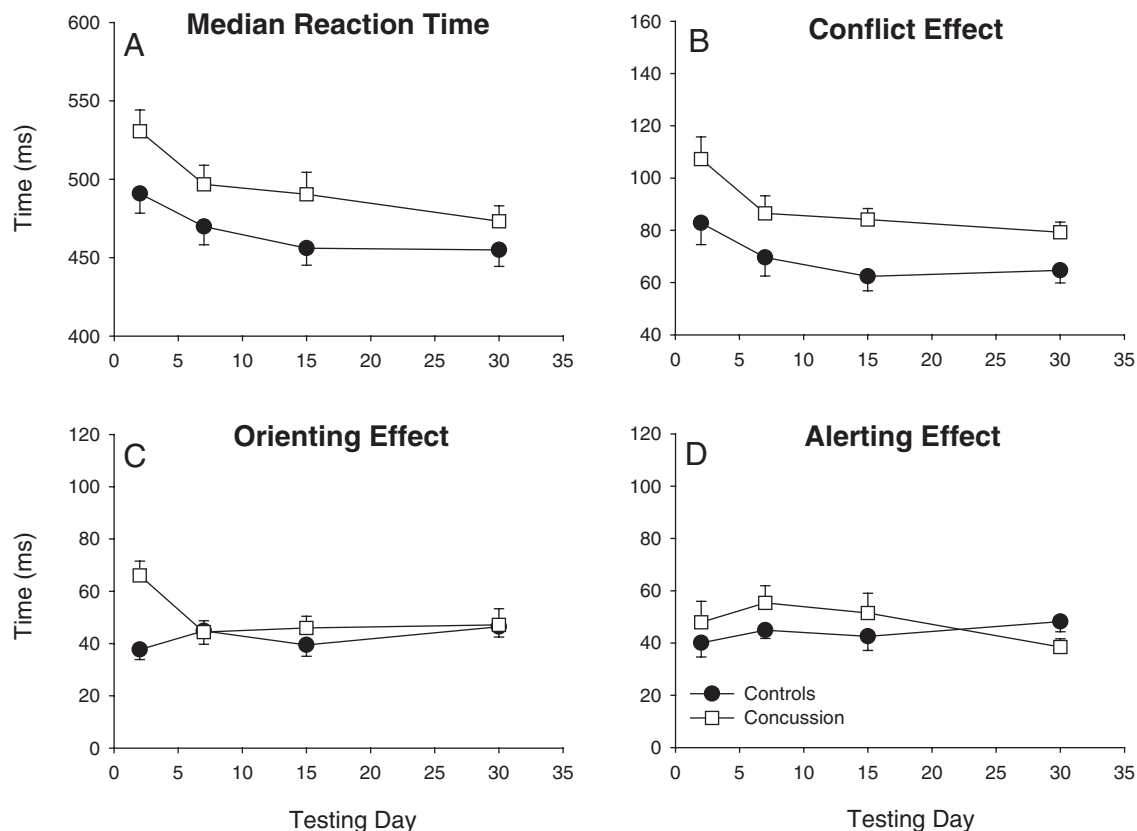 A
Median Reaction Time
600
550
500
450
400
Time (ms)
0 5 10 15 20 25 30 35
B
Conflict Effect
160
140
120
100
80
60
40
0 5 10 15 20 25 30 35
C
Orienting Effect
120
100
80
60
40
20
0
Time (ms)
0 5 10 15 20 25 30 35
Testing Day
D
Alerting Effect
120
100
80
60
40
20
0
Controls
Concussion
0 5 10 15 20 25 30 35
Testing Day